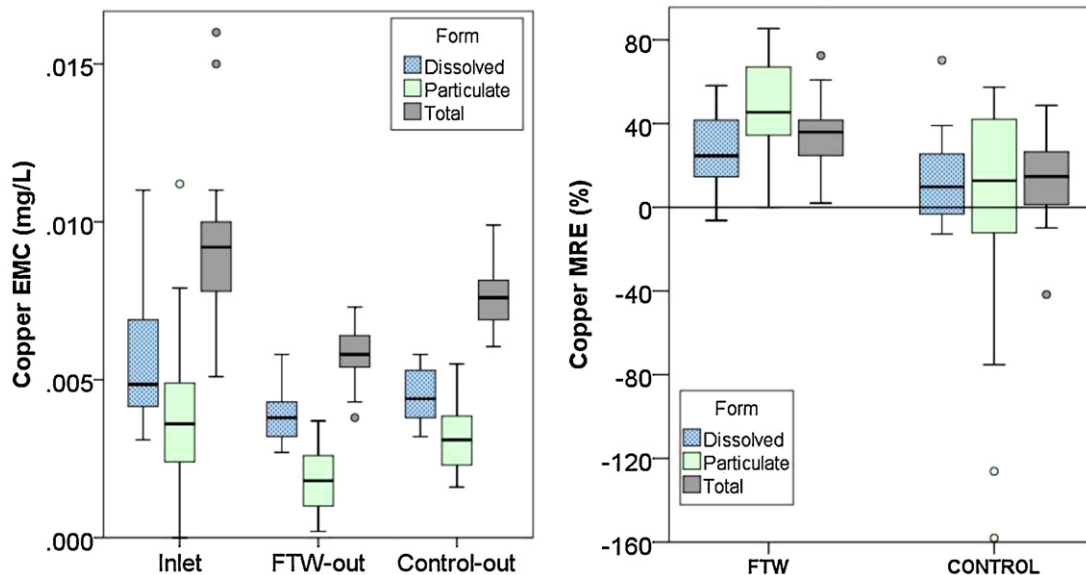 Copper EMC (mg/L)
.015
.010
.005
.000
Form
Dissolved
Particulate
Total
Inlet
FTW-out
Control-out
Copper MRE (%)
80
40
0
-40
-80
-120
-160
Form
Dissolved
Particulate
Total
FTW
CONTROL